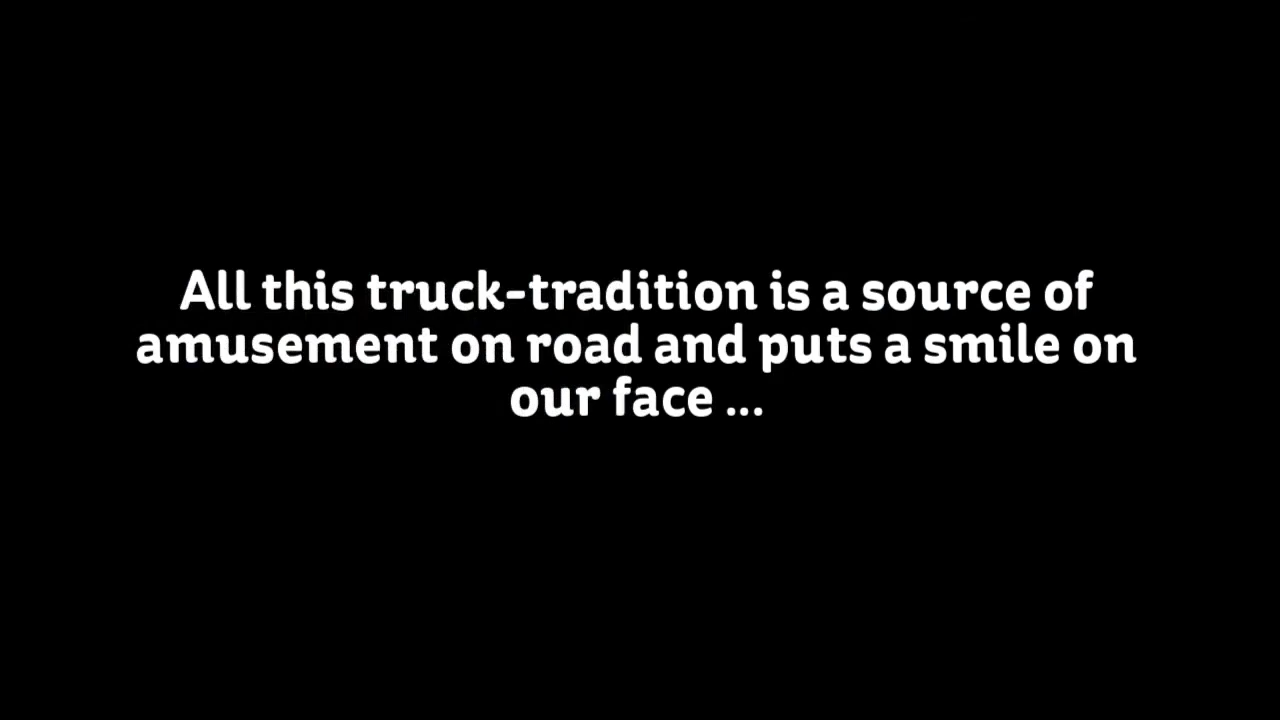 All this truck-tradition is a source of
amusement on road and puts a smile on
our face ...